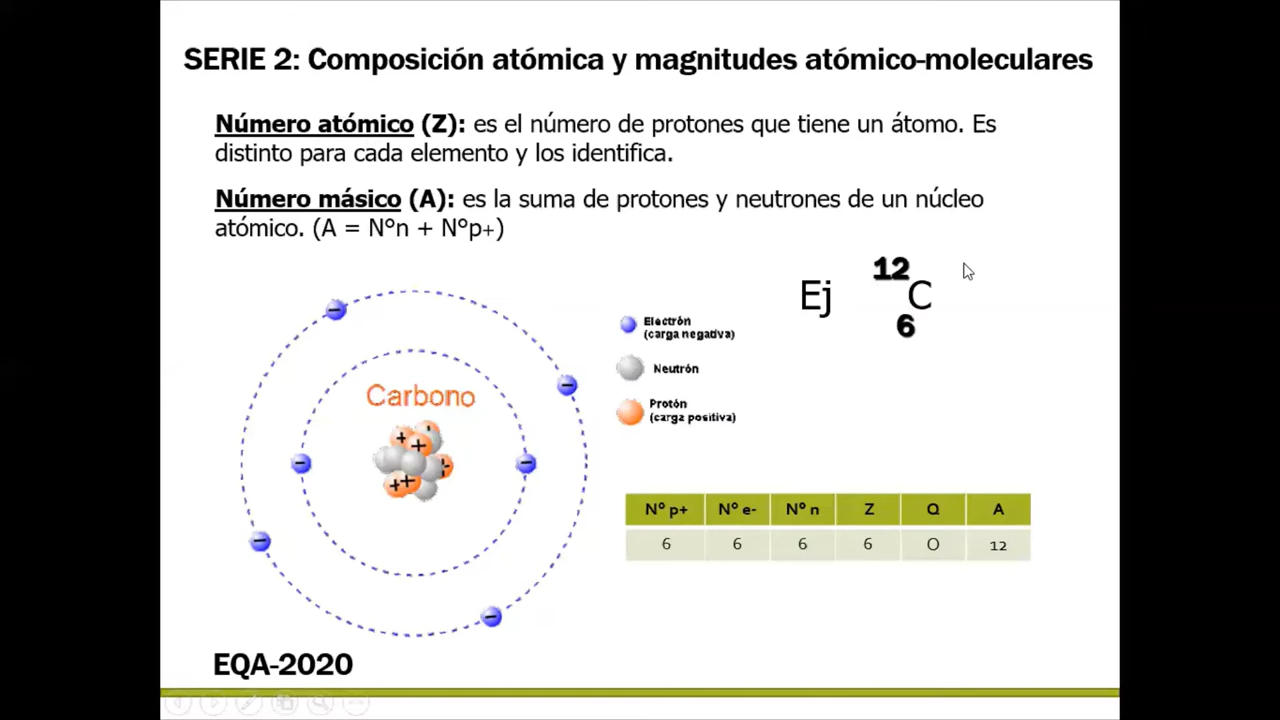 SERIE 2: Composición atómica y magnitudes atómico-moleculares
Número atómico (Z): es el número de protones que tiene un átomo. Es
distinto para cada elemento y los identifica.
Número másico (A): es la suma de protones y neutrones de un núcleo
atómico. (A = N°n + N°p+)
Ej
12
C
6
Electrón
(carga negativa)
Neutrón
Protón
(carga positiva)
Carbono
N° p+ N° e- N° n Z Q A
6 6 6 6 0 12
EQA-2020